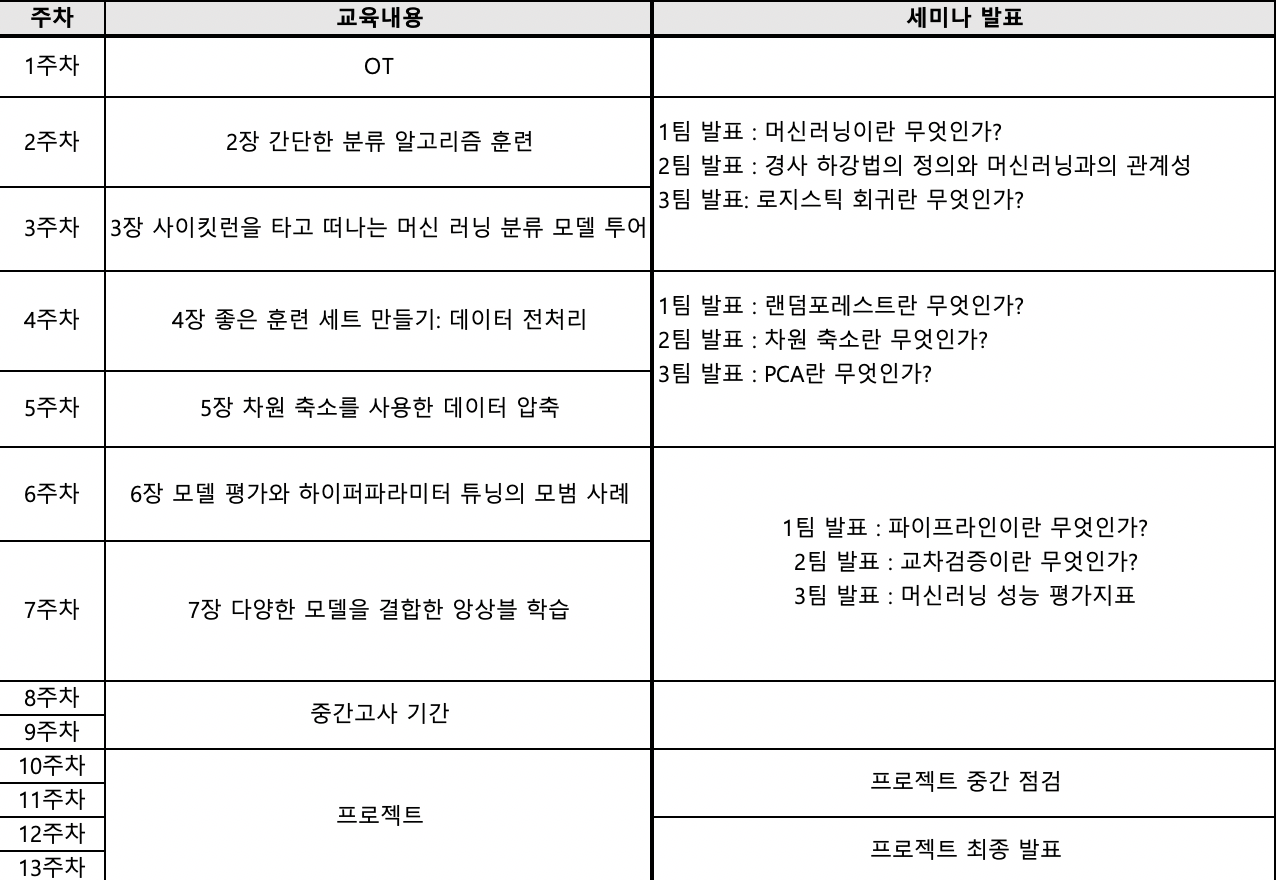 주차 교육내용 세미나 발표
1주차 OT
2주차 2장 간단한 분류 알고리즘 훈련
1팀 발표 : 머신러닝이란 무엇인가?
2팀 발표 : 경사 하강법의 정의와 머신러닝과의 관계성
3팀 발표: 로지스틱 회귀란 무엇인가?
3주차 3장 사이킷런을 타고 떠나는 머신 러닝 분류 모델 투어
4주차 4장 좋은 훈련 세트 만들기: 데이터 전처리
1팀 발표 : 랜덤포레스트란 무엇인가?
2팀 발표 : 차원 축소란 무엇인가?
3팀 발표 : PCA란 무엇인가?
5주차 5장 차원 축소를 사용한 데이터 압축
6주차 6장 모델 평가와 하이퍼파라미터 튜닝의 모범 사례
1팀 발표 : 파이프라인이란 무엇인가?
2팀 발표 : 교차검증이란 무엇인가?
3팀 발표 : 머신러닝 성능 평가지표
7주차 7장 다양한 모델을 결합한 앙상블 학습
8주차
중간고사 기간
9주차
10주차
프로젝트 중간 점검
11주차
프로젝트
12주차
프로젝트 최종 발표
13주차